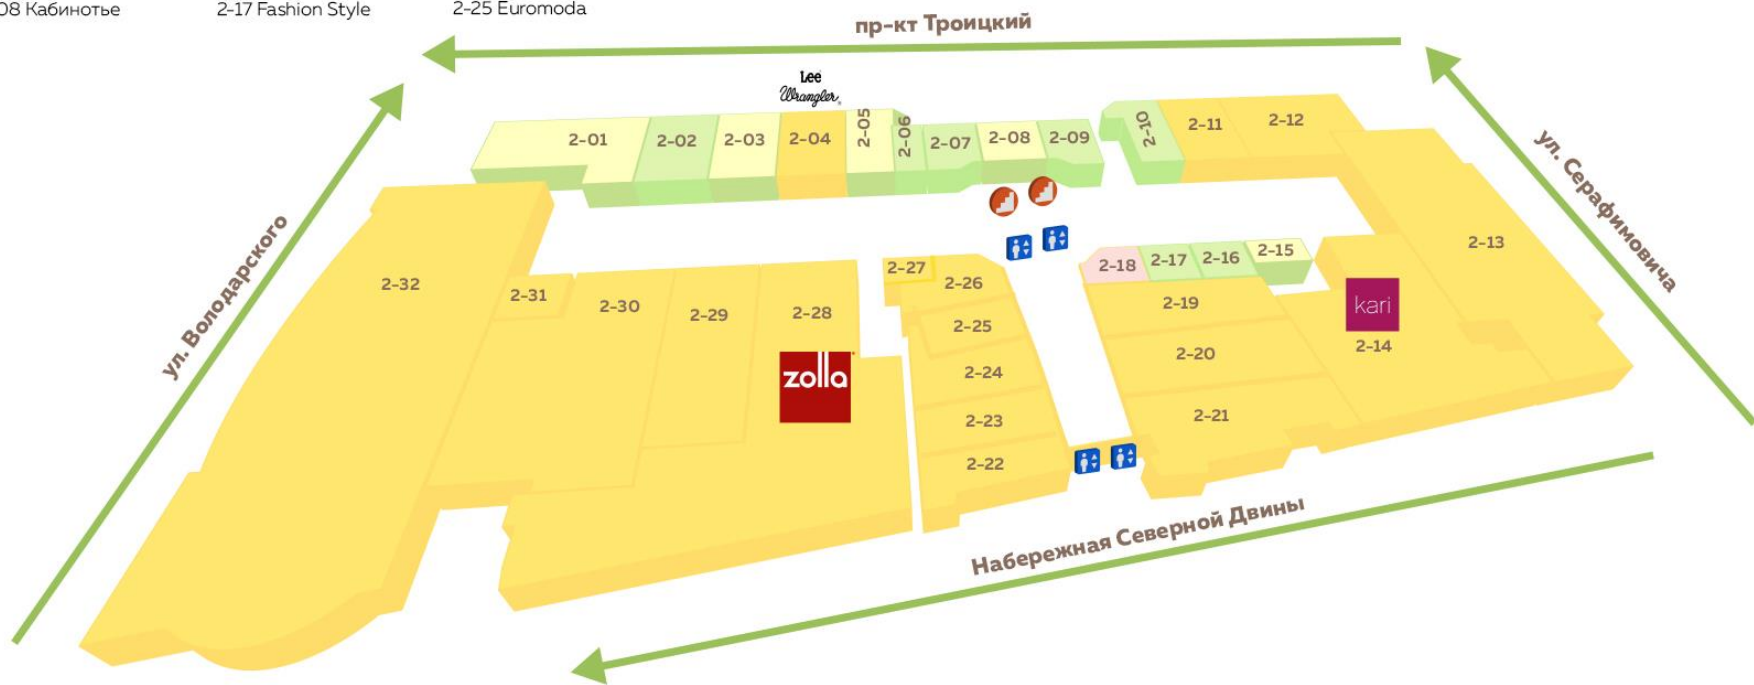 08 Кабинотье
2-17 Fashion Style
2-25 Euromoda
пр-кт Троицкий
Lee
Wrangler
2-01
2-02
2-03
2-04
2-05
2-06
2-07
2-08
2-09
2-10
2-11
2-12
ул. Серафимовича
2-13
ул. Володарского
2-32
2-31
2-30
2-29
2-28
zolla
2-27
2-26
2-25
2-24
2-23
2-22
2-18
2-17
2-16
2-15
2-19
2-20
2-21
kari
2-14
Набережная Северной Двины